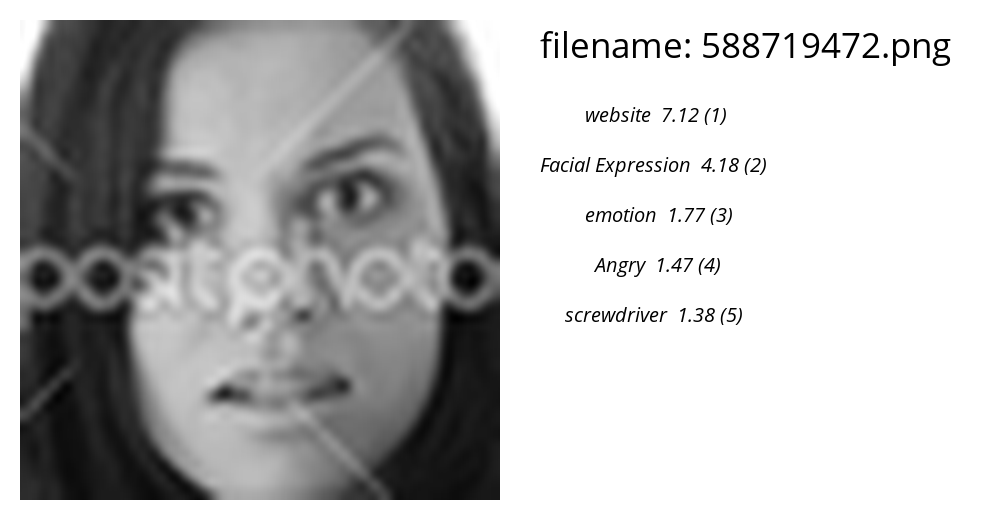 filename: 588719472.png
website 7.12 (1)
Facial Expression 4.18 (2)
emotion 1.77 (3)
Angry 1.47 (4)
screwdriver 1.38 (5)
positphotos